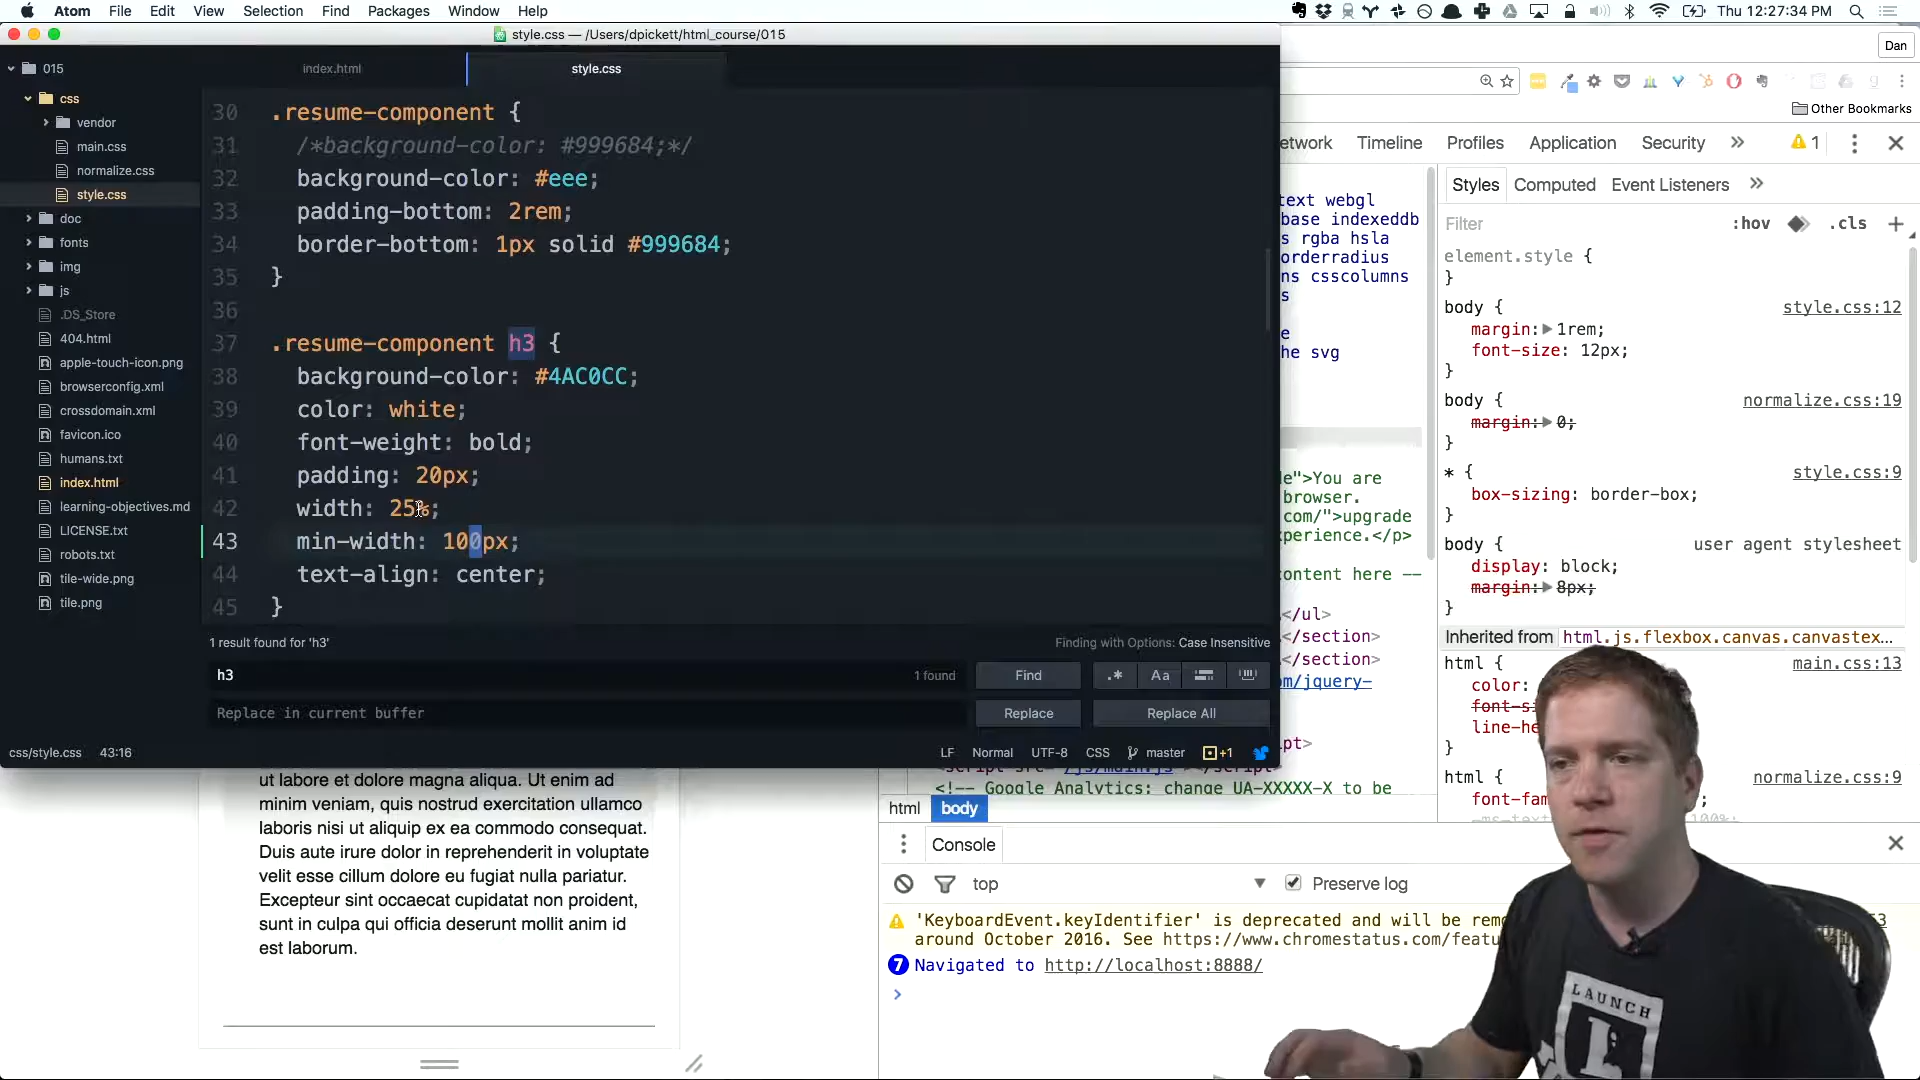 Atom File Edit View Selection Find Packages Window Help
Thu 12:27:34 PM
style.css — /Users/dpickett/html_course/015
Dan
015
index.html
style.css
css
vendor
main.css
normalize.css
style.css
doc
fonts
img
js
.DS_Store
404.html
apple-touch-icon.png
browserconfig.xml
crossdomain.xml
favicon.ico
humans.txt
index.html
learning-objectives.md
LICENSE.txt
robots.txt
tile-wide.png
tile.png
30 .resume-component {
31 /*background-color: #999684;*/
32 background-color: #eee;
33 padding-bottom: 2rem;
34 border-bottom: 1px solid #999684;
35 }
36
37 .resume-component h3 {
38 background-color: #4AC0CC;
39 color: white;
40 font-weight: bold;
41 padding: 20px;
42 width: 25%;
43 min-width: 100px;
44 text-align: center;
45 }
1 result found for 'h3'
Finding with Options: Case Insensitive
h3
1 found
Find
.*
Aa
Replace in current buffer
Replace
Replace All
css/style.css 43:16
LF Normal UTF-8 CSS master +1
Other Bookmarks
etwork Timeline Profiles Application Security » 1
text webgl
base indexeddb
s rgba hsla
orderradius
ns csscolumns
s
e
he svg
e">You are
browser.
com/">upgrade
xperience.</p>
content here --
</ul>
</section>
</section>
om/jquery-
pt>
<!-- Google Analytics: change UA-XXXXX-X to be
html body
Styles Computed Event Listeners »
Filter
:hov .cls +
element.style {
}
body {
style.css:12
margin: 1rem;
font-size: 12px;
}
body {
normalize.css:19
margin: 0;
}
* {
style.css:9
box-sizing: border-box;
}
body {
user agent stylesheet
display: block;
margin: 8px;
}
Inherited from html.js.flexbox.canvas.canvastex...
html {
main.css:13
color:
font-si
line-he
}
html {
normalize.css:9
font-fam
-ms-text
100%;
Console
top
Preserve log
'KeyboardEvent.keyIdentifier' is deprecated and will be rem
around October 2016. See https://www.chromestatus.com/featu
7 Navigated to http://localhost:8888/
>
ut labore et dolore magna aliqua. Ut enim ad
minim veniam, quis nostrud exercitation ullamco
laboris nisi ut aliquip ex ea commodo consequat.
Duis aute irure dolor in reprehenderit in voluptate
velit esse cillum dolore eu fugiat nulla pariatur.
Excepteur sint occaecat cupidatat non proident,
sunt in culpa qui officia deserunt mollit anim id
est laborum.
LAUNCH